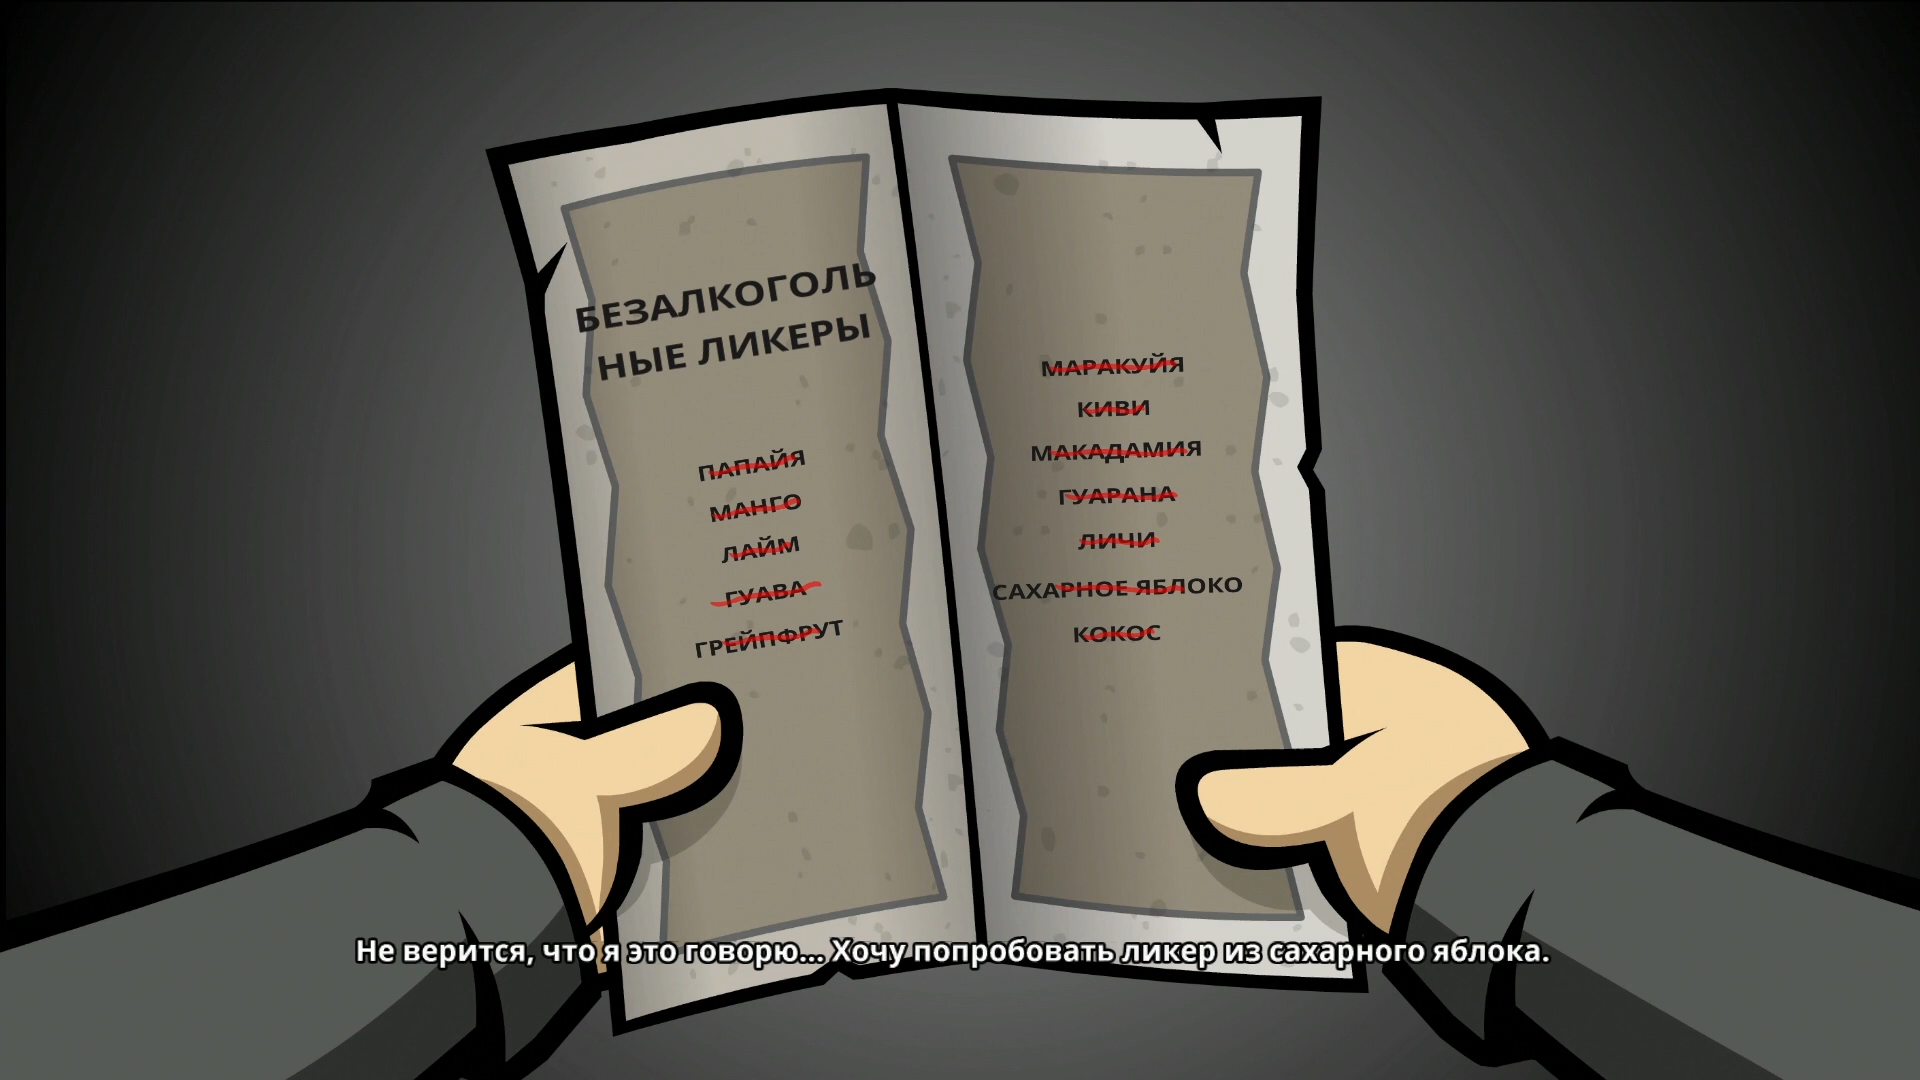 БЕЗАЛКОГОЛЬ
НЫЕ ЛИКЕРЫ
ПАПАЙЯ
МАНГО
ЛАЙМ
ГУАВА
ГРЕЙПФРУТ
МАРАКУЙЯ
КИВИ
МАКАДАМИЯ
ГУАРАНА
ЛИЧИ
САХАРНОЕ ЯБЛОКО
КОКОС
Не верится, что я это говорю... Хочу попробовать ликер из сахарного яблока.